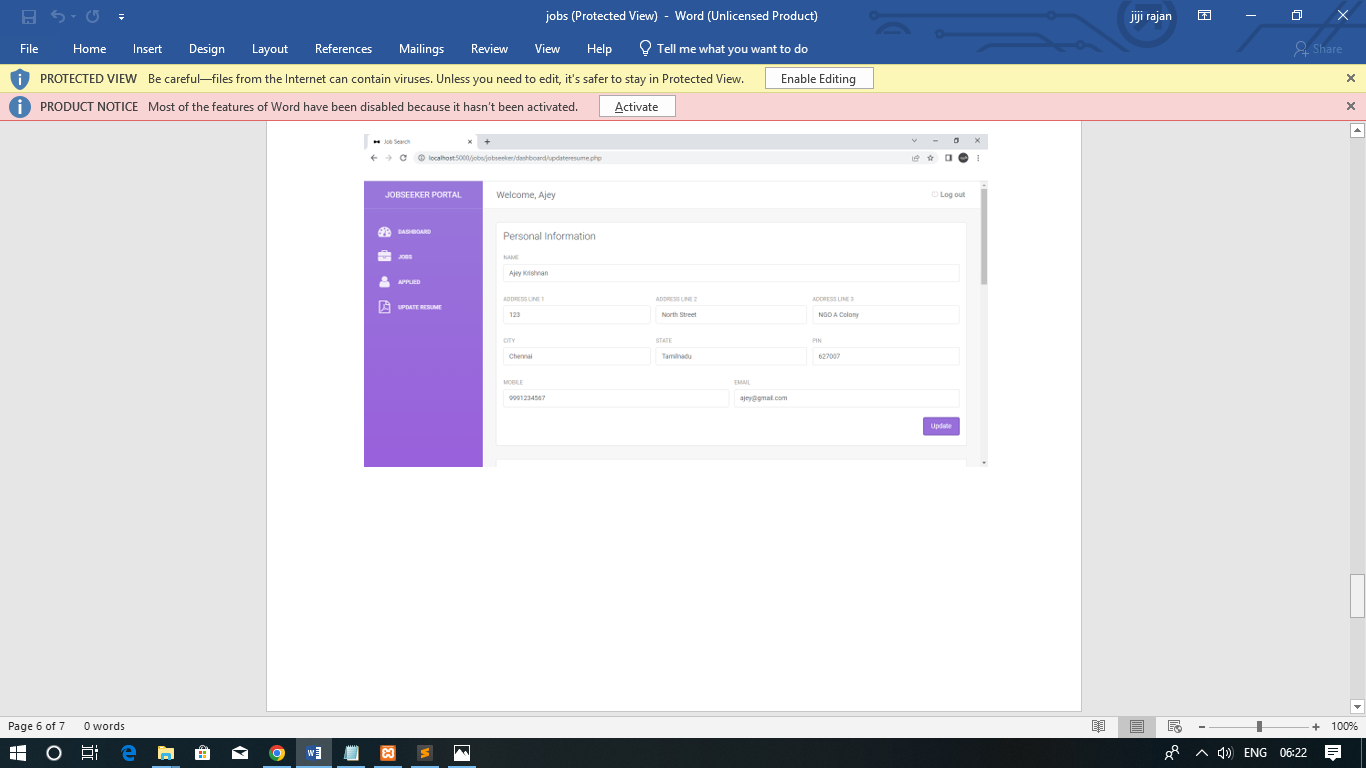 jobs (Protected View)  -  Word (Unlicensed Product)
jiji rajan
File Home Insert Design Layout References Mailings Review View Help Tell me what you want to do Share
PROTECTED VIEW Be careful—files from the Internet can contain viruses. Unless you need to edit, it's safer to stay in Protected View. Enable Editing
PRODUCT NOTICE Most of the features of Word have been disabled because it hasn't been activated. Activate
Job Search
localhost:5000/jobs/jobseeker/dashboard/updateresume.php
JOBSEEKER PORTAL Welcome, Ajey Log out
DASHBOARD
JOBS
APPLIED
UPDATE RESUME
Personal Information
NAME
Ajey Krishnan
ADDRESS LINE 1 ADDRESS LINE 2 ADDRESS LINE 3
123 North Street NGO A Colony
CITY STATE PIN
Chennai Tamilnadu 627007
MOBILE EMAIL
9991234567 ajey@gmail.com
Update
Page 6 of 7 0 words 100%
ENG 06:22